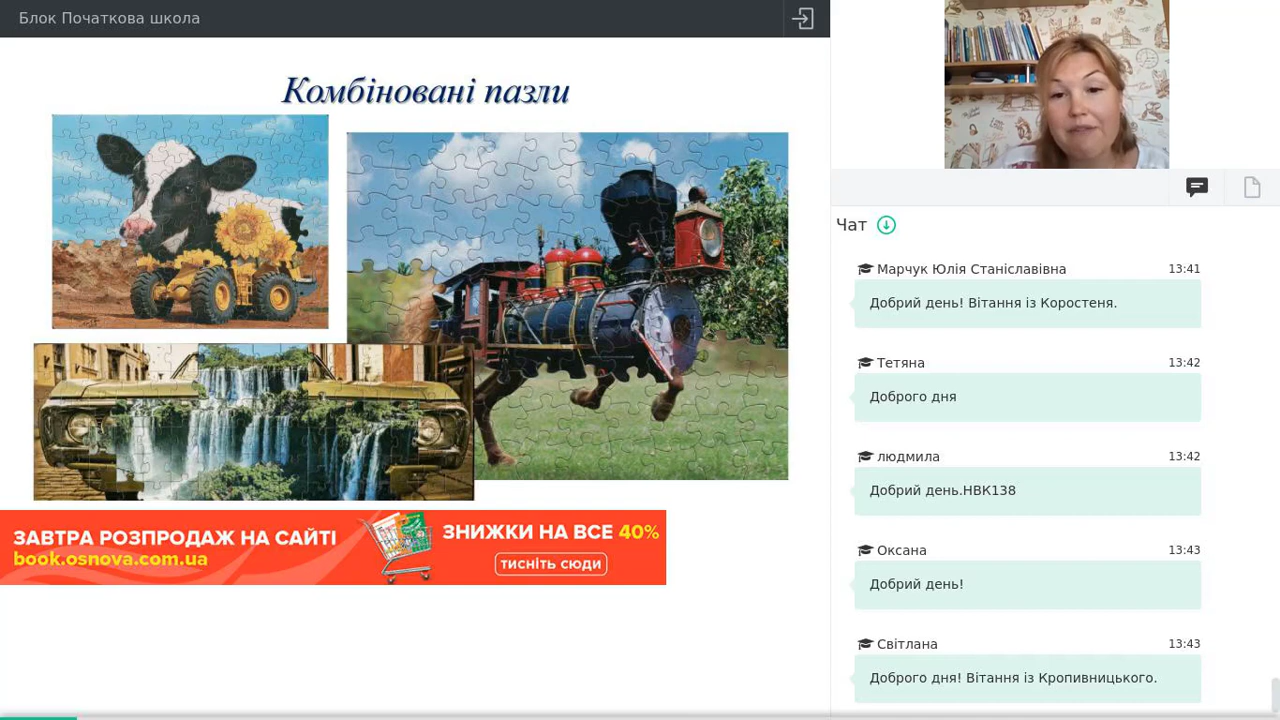 Блок Початкова школа
Комбіновані пазли
ЗАВТРА РОЗПРОДАЖ НА САЙТІ
book.osnova.com.ua
ЗНИЖКИ НА ВСЕ 40%
тисніть сюди
Чат
Марчук Юлія Станіславівна 13:41
Добрий день! Вітання із Коростеня.
Тетяна 13:42
Доброго дня
людмила 13:42
Добрий день.НВК138
Оксана 13:43
Добрий день!
Світлана 13:43
Доброго дня! Вітання із Кропивницького.